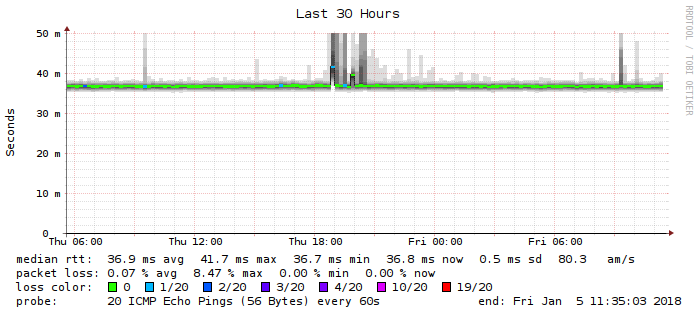 Last 30 Hours
RRDTOOL / TOBI OETIKER
Seconds
50 m
40 m
30 m
20 m
10 m
0
Thu 06:00 Thu 12:00 Thu 18:00 Fri 00:00 Fri 06:00
median rtt: 36.9 ms avg 41.7 ms max 36.7 ms min 36.8 ms now 0.5 ms sd 80.3 am/s
packet loss: 0.07 % avg 8.47 % max 0.00 % min 0.00 % now
loss color: 0 1/20 2/20 3/20 4/20 10/20 19/20
probe: 20 ICMP Echo Pings (56 Bytes) every 60s end: Fri Jan 5 11:35:03 2018